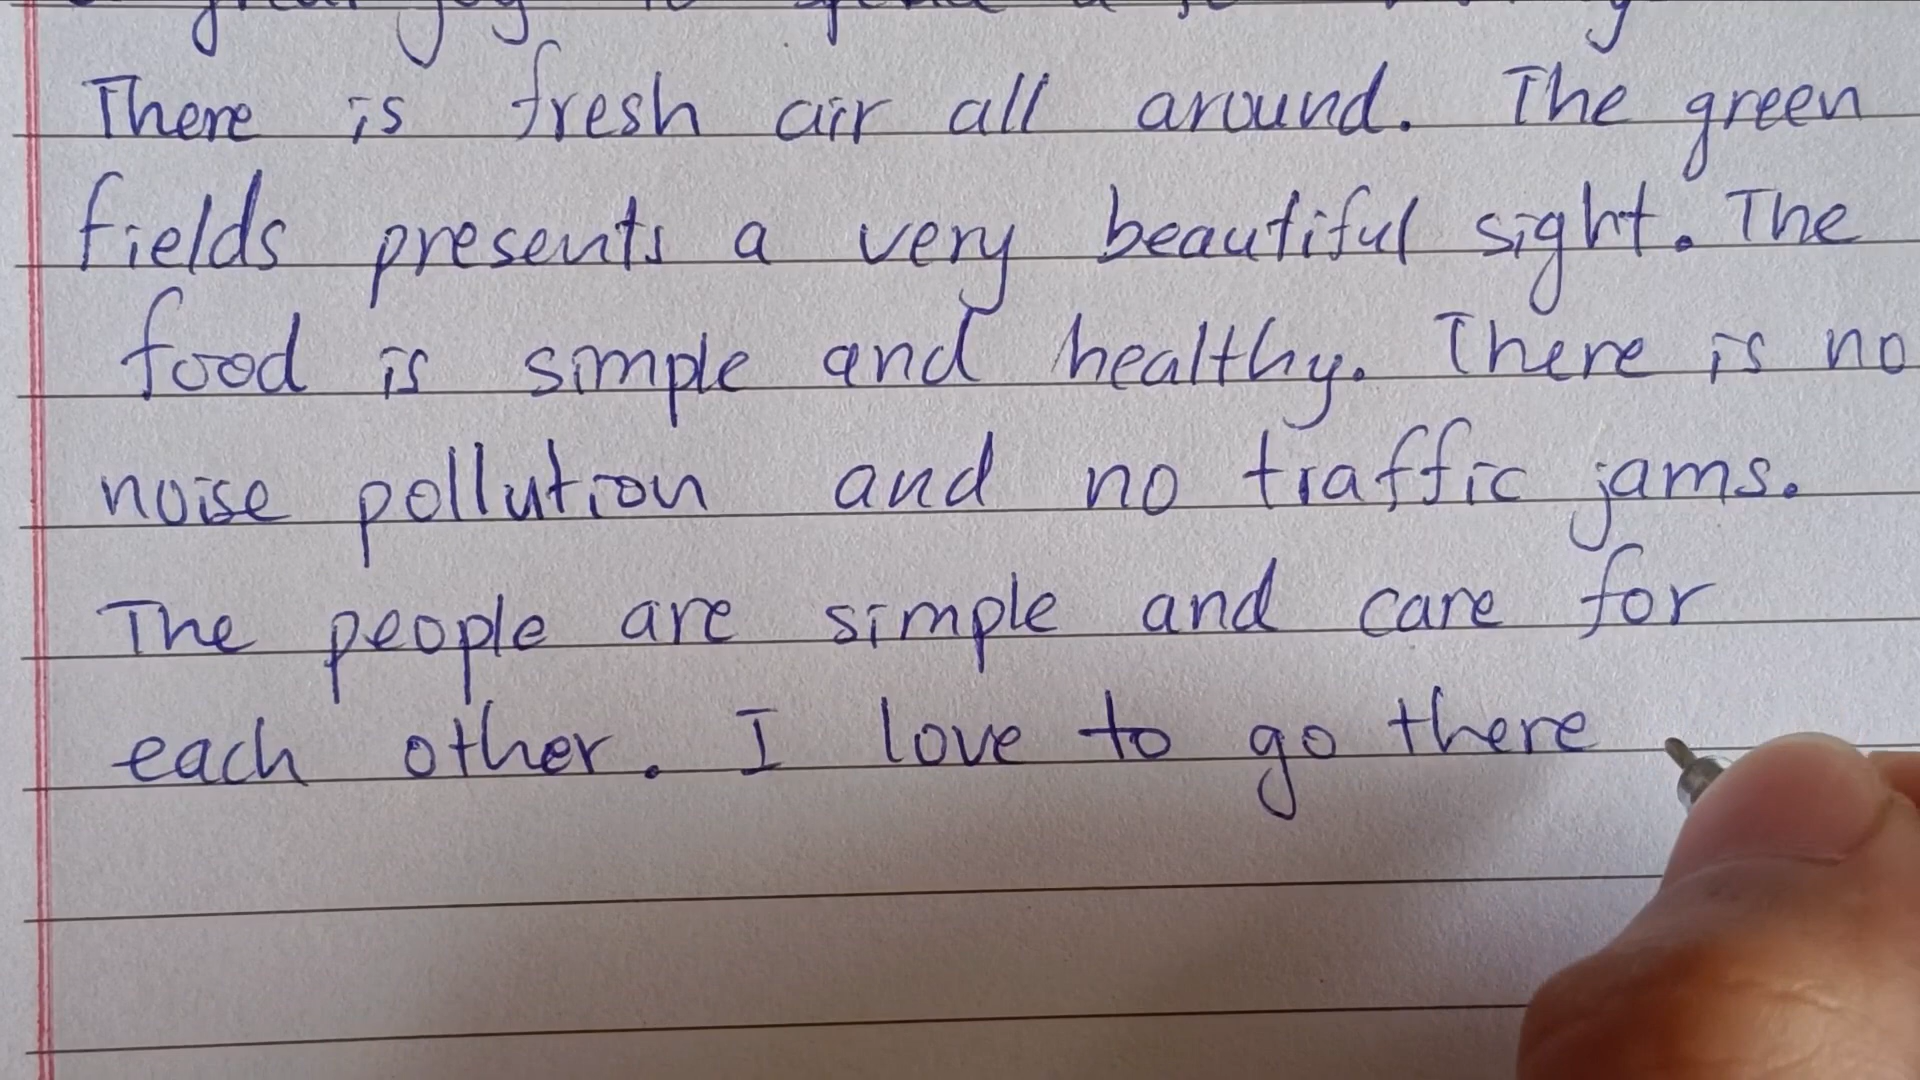 There is fresh air all around. The green
fields presents a very beautiful sight. The
food is simple and healthy. There is no
noise pollution and no traffic jams.
The people are simple and care for
each other. I love to go there